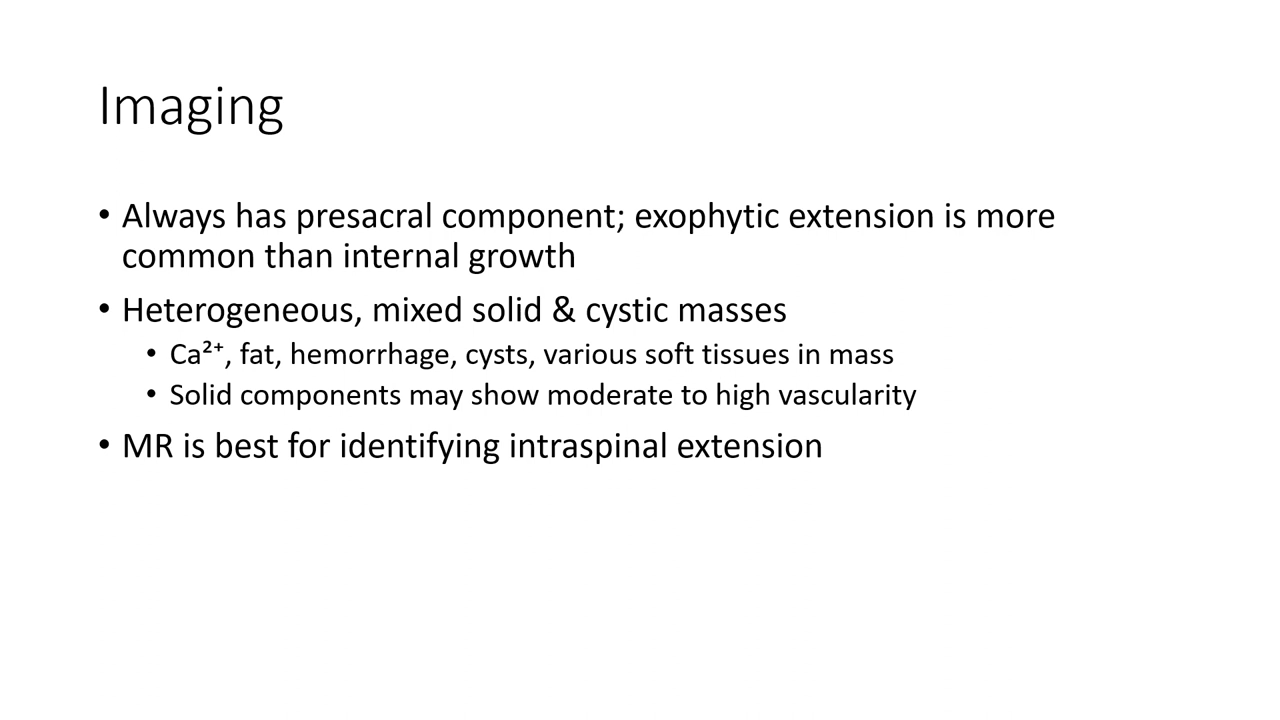 Imaging
• Always has presacral component; exophytic extension is more
common than internal growth
• Heterogeneous, mixed solid & cystic masses
• Ca²⁺, fat, hemorrhage, cysts, various soft tissues in mass
• Solid components may show moderate to high vascularity
• MR is best for identifying intraspinal extension